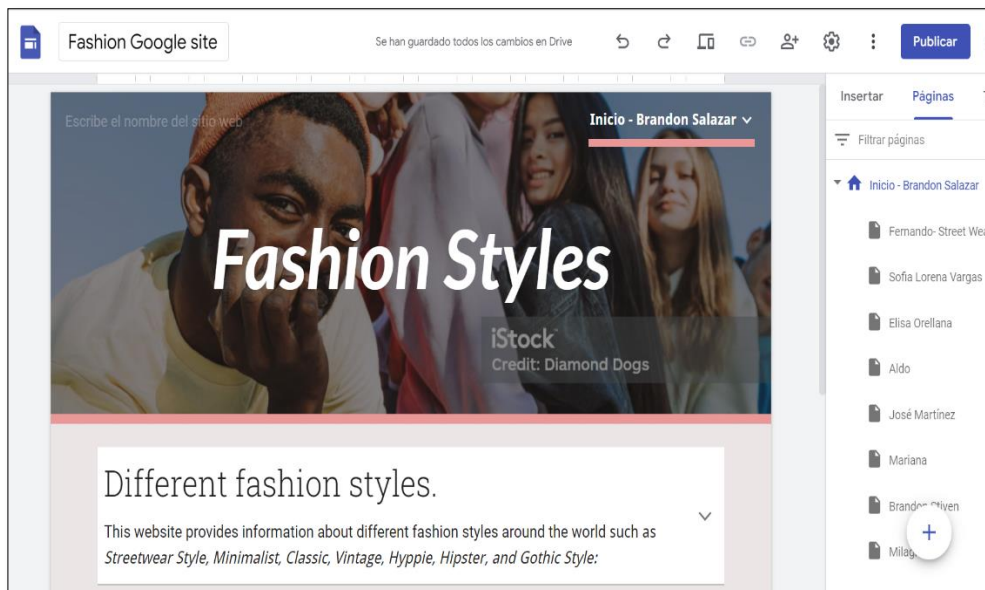 Fashion Google site
Se han guardado todos los cambios en Drive
Publicar
Insertar
Páginas
Escribe el nombre del sitio web
Inicio - Brandon Salazar
Filtrar páginas
Inicio - Brandon Salazar
Fernando- Street Wea
Sofia Lorena Vargas
Elisa Orellana
Aldo
José Martínez
Mariana
Brandon Stiven
Fashion Styles
iStock
Credit: Diamond Dogs
Different fashion styles.
This website provides information about different fashion styles around the world such as
Streetwear Style, Minimalist, Classic, Vintage, Hyppie, Hipster, and Gothic Style: